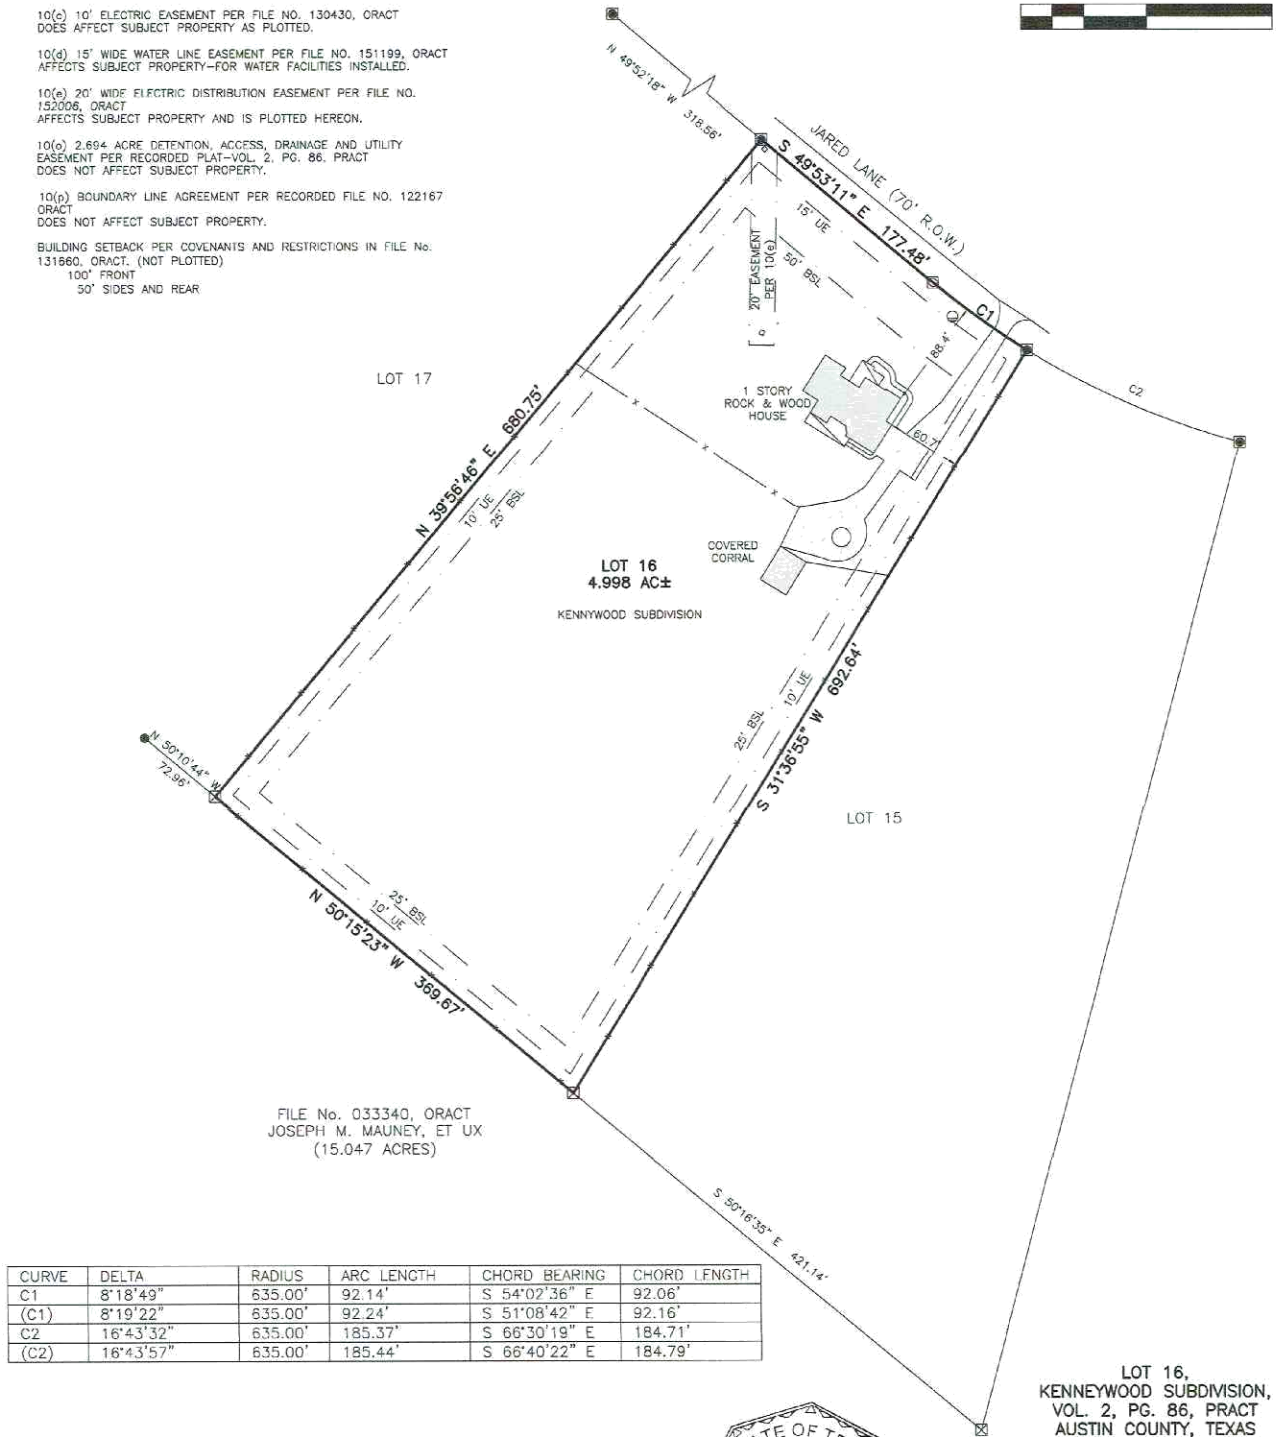 10(c) 10' ELECTRIC EASEMENT PER FILE NO. 130430, ORACT
DOES AFFECT SUBJECT PROPERTY AS PLOTTED.
10(d) 15' WIDE WATER LINE EASEMENT PER FILE NO. 151199, ORACT
AFFECTS SUBJECT PROPERTY-FOR WATER FACILITIES INSTALLED.
10(e) 20' WIDE ELECTRIC DISTRIBUTION EASEMENT PER FILE NO.
152006, ORACT
AFFECTS SUBJECT PROPERTY AND IS PLOTTED HEREON.
10(o) 2.694 ACRE DETENTION, ACCESS, DRAINAGE AND UTILITY
EASEMENT PER RECORDED PLAT-VOL. 2, PG. 86, PRACT
DOES NOT AFFECT SUBJECT PROPERTY.
10(p) BOUNDARY LINE AGREEMENT PER RECORDED FILE NO. 122167
ORACT
DOES NOT AFFECT SUBJECT PROPERTY.
BUILDING SETBACK PER COVENANTS AND RESTRICTIONS IN FILE No.
131660, ORACT. (NOT PLOTTED)
100' FRONT
50' SIDES AND REAR
N 49°52'18" W 318.56'
JARED LANE (70' R.O.W.)
S 49°53'11" E 177.48'
15' UE
50' BSL
20' EASEMENT
PER 10(e)
C1
88.4'
C2
LOT 17
1 STORY
ROCK & WOOD
HOUSE
60.7'
N 39°56'46" E 680.75'
10' UE
25' BSL
COVERED
CORRAL
LOT 16
4.998 AC±
KENNYWOOD SUBDIVISION
S 31°36'55" W 692.64'
10' UE
25' BSL
N 50°10'44" W
72.96'
LOT 15
25' BSL
10' UE
N 50°15'23" W 369.67'
FILE No. 033340, ORACT
JOSEPH M. MAUNEY, ET UX
(15.047 ACRES)
S 50°16'35" E 421.14'
CURVE DELTA RADIUS ARC LENGTH CHORD BEARING CHORD LENGTH
C1 8°18'49" 635.00' 92.14' S 54°02'36" E 92.06'
(C1) 8°19'22" 635.00' 92.24' S 51°08'42" E 92.16'
C2 16°43'32" 635.00' 185.37' S 66°30'19" E 184.71'
(C2) 16°43'57" 635.00' 185.44' S 66°40'22" E 184.79'
LOT 16,
KENNEYWOOD SUBDIVISION,
VOL. 2, PG. 86, PRACT
AUSTIN COUNTY, TEXAS